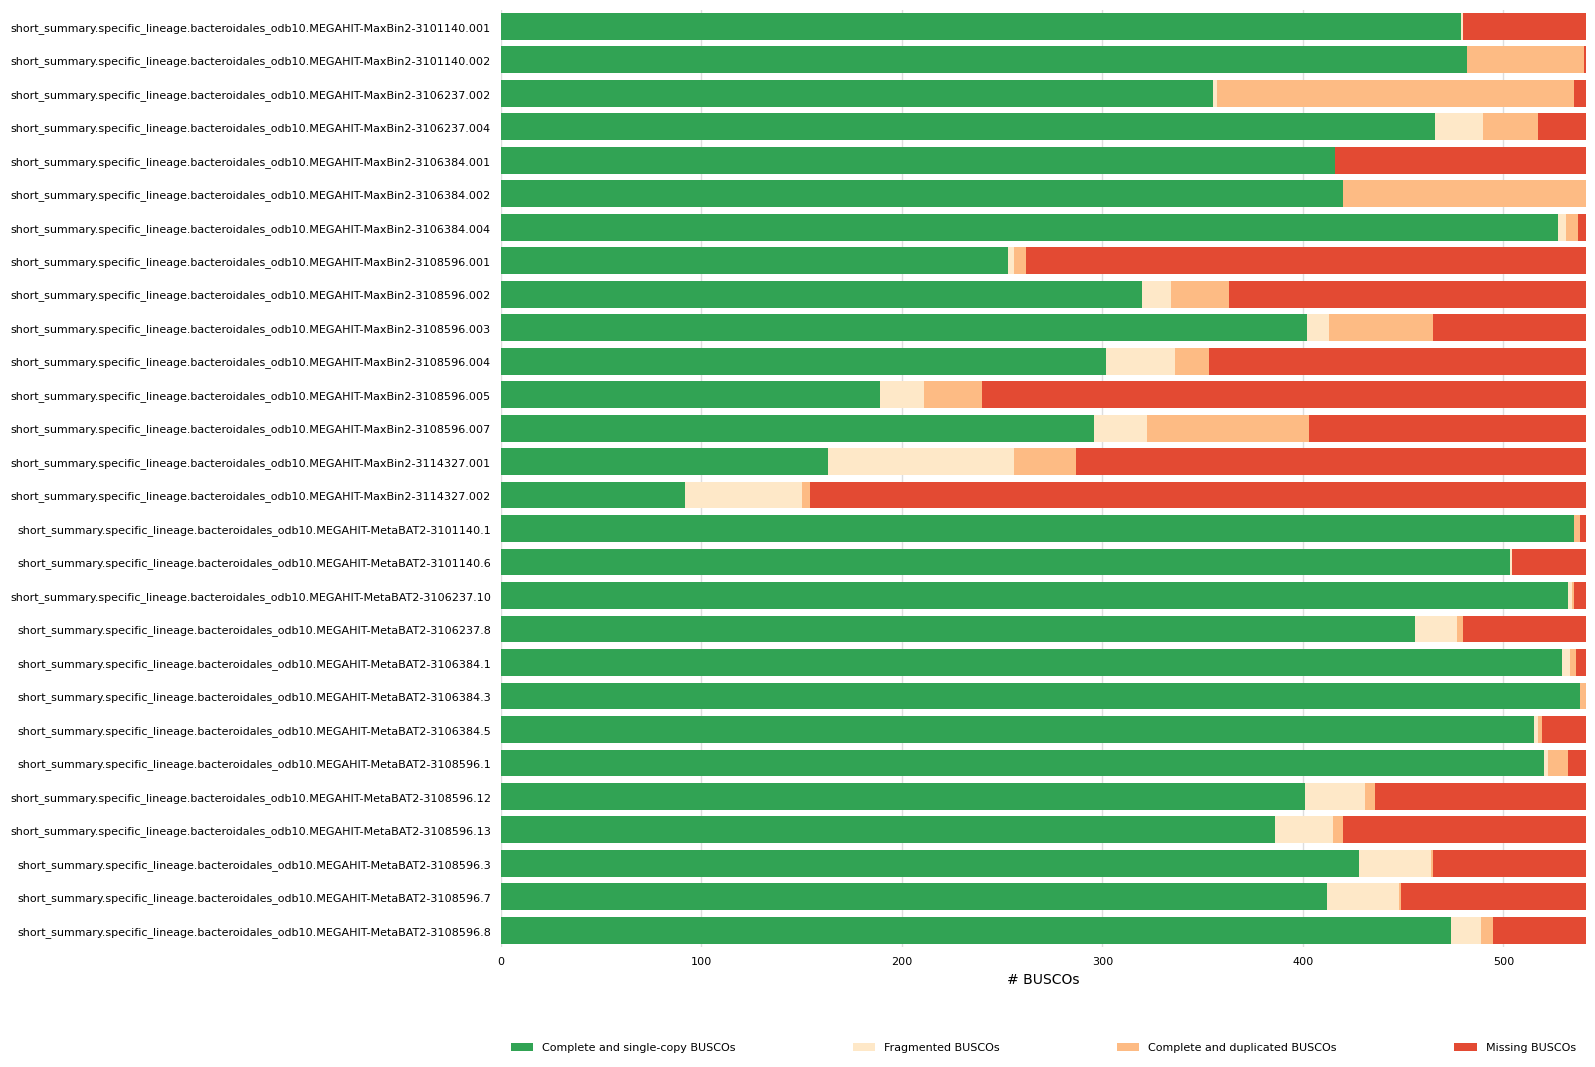 short_summary.specific_lineage.bacteroidales_odb10.MEGAHIT-MaxBin2-3101140.001
short_summary.specific_lineage.bacteroidales_odb10.MEGAHIT-MaxBin2-3101140.002
short_summary.specific_lineage.bacteroidales_odb10.MEGAHIT-MaxBin2-3106237.002
short_summary.specific_lineage.bacteroidales_odb10.MEGAHIT-MaxBin2-3106237.004
short_summary.specific_lineage.bacteroidales_odb10.MEGAHIT-MaxBin2-3106384.001
short_summary.specific_lineage.bacteroidales_odb10.MEGAHIT-MaxBin2-3106384.002
short_summary.specific_lineage.bacteroidales_odb10.MEGAHIT-MaxBin2-3106384.004
short_summary.specific_lineage.bacteroidales_odb10.MEGAHIT-MaxBin2-3108596.001
short_summary.specific_lineage.bacteroidales_odb10.MEGAHIT-MaxBin2-3108596.002
short_summary.specific_lineage.bacteroidales_odb10.MEGAHIT-MaxBin2-3108596.003
short_summary.specific_lineage.bacteroidales_odb10.MEGAHIT-MaxBin2-3108596.004
short_summary.specific_lineage.bacteroidales_odb10.MEGAHIT-MaxBin2-3108596.005
short_summary.specific_lineage.bacteroidales_odb10.MEGAHIT-MaxBin2-3108596.007
short_summary.specific_lineage.bacteroidales_odb10.MEGAHIT-MaxBin2-3114327.001
short_summary.specific_lineage.bacteroidales_odb10.MEGAHIT-MaxBin2-3114327.002
short_summary.specific_lineage.bacteroidales_odb10.MEGAHIT-MetaBAT2-3101140.1
short_summary.specific_lineage.bacteroidales_odb10.MEGAHIT-MetaBAT2-3101140.6
short_summary.specific_lineage.bacteroidales_odb10.MEGAHIT-MetaBAT2-3106237.10
short_summary.specific_lineage.bacteroidales_odb10.MEGAHIT-MetaBAT2-3106237.8
short_summary.specific_lineage.bacteroidales_odb10.MEGAHIT-MetaBAT2-3106384.1
short_summary.specific_lineage.bacteroidales_odb10.MEGAHIT-MetaBAT2-3106384.3
short_summary.specific_lineage.bacteroidales_odb10.MEGAHIT-MetaBAT2-3106384.5
short_summary.specific_lineage.bacteroidales_odb10.MEGAHIT-MetaBAT2-3108596.1
short_summary.specific_lineage.bacteroidales_odb10.MEGAHIT-MetaBAT2-3108596.12
short_summary.specific_lineage.bacteroidales_odb10.MEGAHIT-MetaBAT2-3108596.13
short_summary.specific_lineage.bacteroidales_odb10.MEGAHIT-MetaBAT2-3108596.3
short_summary.specific_lineage.bacteroidales_odb10.MEGAHIT-MetaBAT2-3108596.7
short_summary.specific_lineage.bacteroidales_odb10.MEGAHIT-MetaBAT2-3108596.8
0 100 200 300 400 500
# BUSCOs
Complete and single-copy BUSCOs Fragmented BUSCOs Complete and duplicated BUSCOs Missing BUSCOs